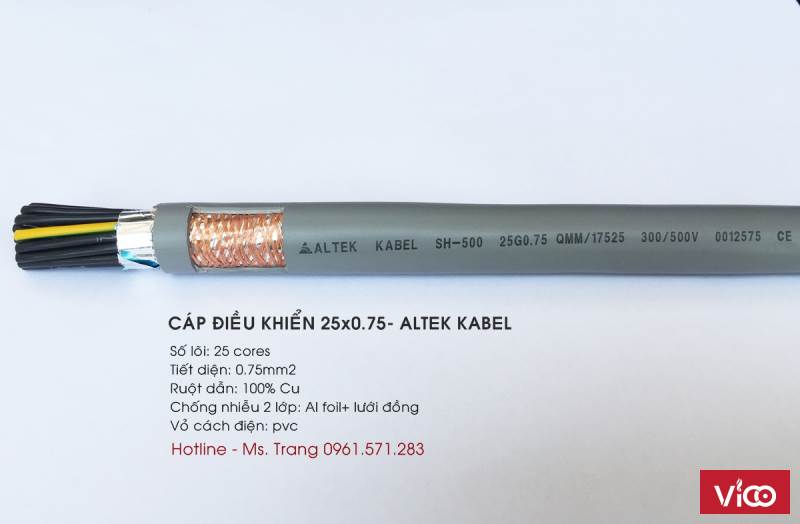 ALTEK KABEL SH-500 25G0.75 QMM/17525 300/500V 0012575 CE
CÁP ĐIỀU KHIỂN 25x0.75- ALTEK KABEL
Số lõi: 25 cores
Tiết diện: 0.75mm2
Ruột dẫn: 100% Cu
Chống nhiễu 2 lớp: Al foil+ lưới đồng
Vỏ cách điện: pvc
Hotline - Ms. Trang 0961.571.283
Vico